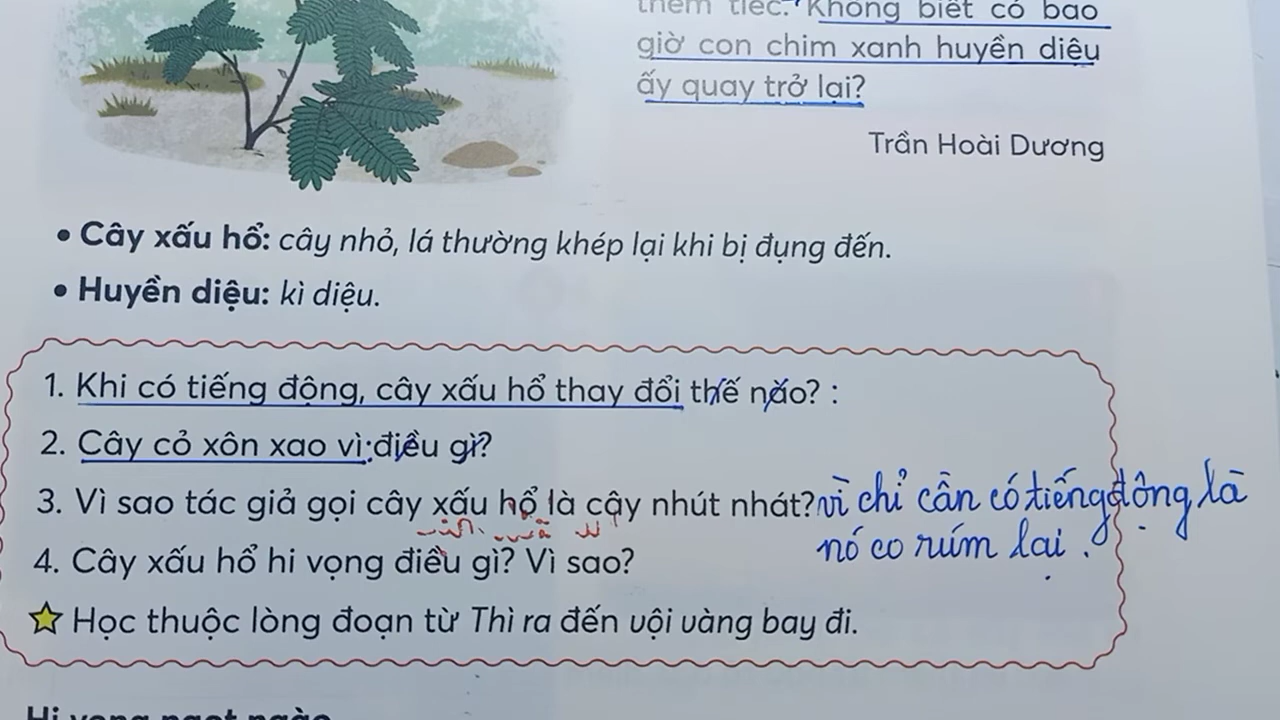 thêm tiếc. Không biết có bao
giờ con chim xanh huyền diệu
ấy quay trở lại?
Trần Hoài Dương
• Cây xấu hổ: cây nhỏ, lá thường khép lại khi bị đụng đến.
• Huyền diệu: kì diệu.
1. Khi có tiếng động, cây xấu hổ thay đổi thế nào? :
2. Cây cỏ xôn xao vì điều gì?
3. Vì sao tác giả gọi cây xấu hổ là cây nhút nhát? vì chỉ cần có tiếng động là
nó co rúm lại.
4. Cây xấu hổ hi vọng điều gì? Vì sao?
Học thuộc lòng đoạn từ Thì ra đến vội vàng bay đi.
Hi vọng ngọt ngào